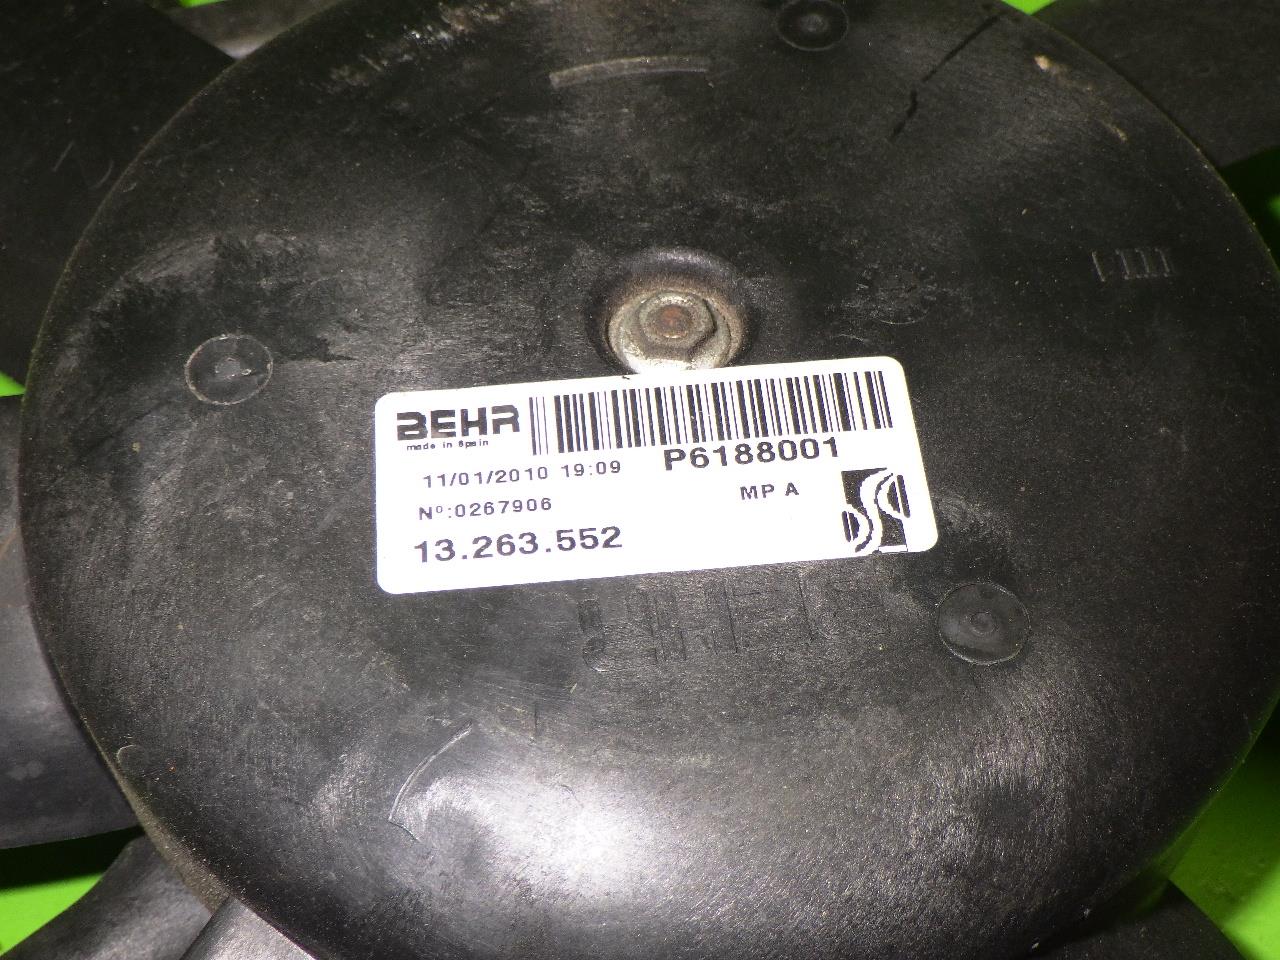 BEHR
made in Spain
P6188001
11/01/2010 19:09
MP A
Nº:0267906
13.263.552